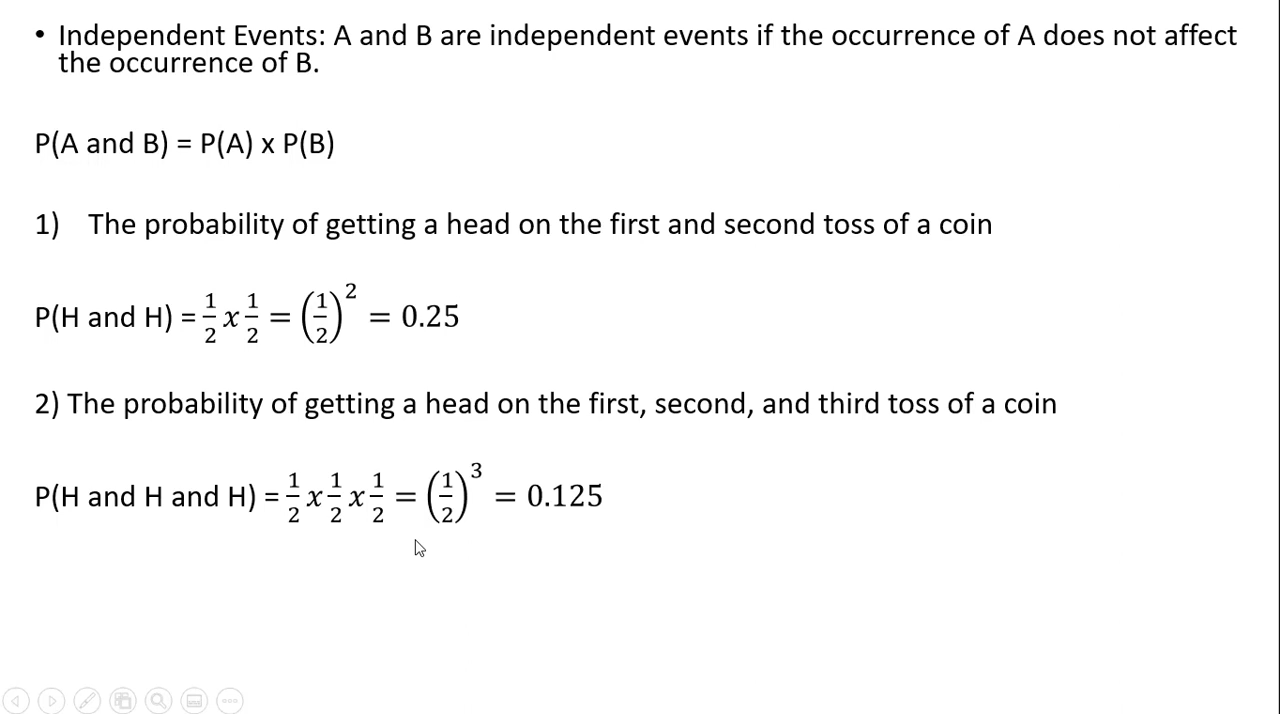 • Independent Events: A and B are independent events if the occurrence of A does not affect
the occurrence of B.
P(A and B) = P(A) x P(B)
1) The probability of getting a head on the first and second toss of a coin
P(H and H) = 1/2 x 1/2 = (1/2)^2 = 0.25
2) The probability of getting a head on the first, second, and third toss of a coin
P(H and H and H) = 1/2 x 1/2 x 1/2 = (1/2)^3 = 0.125